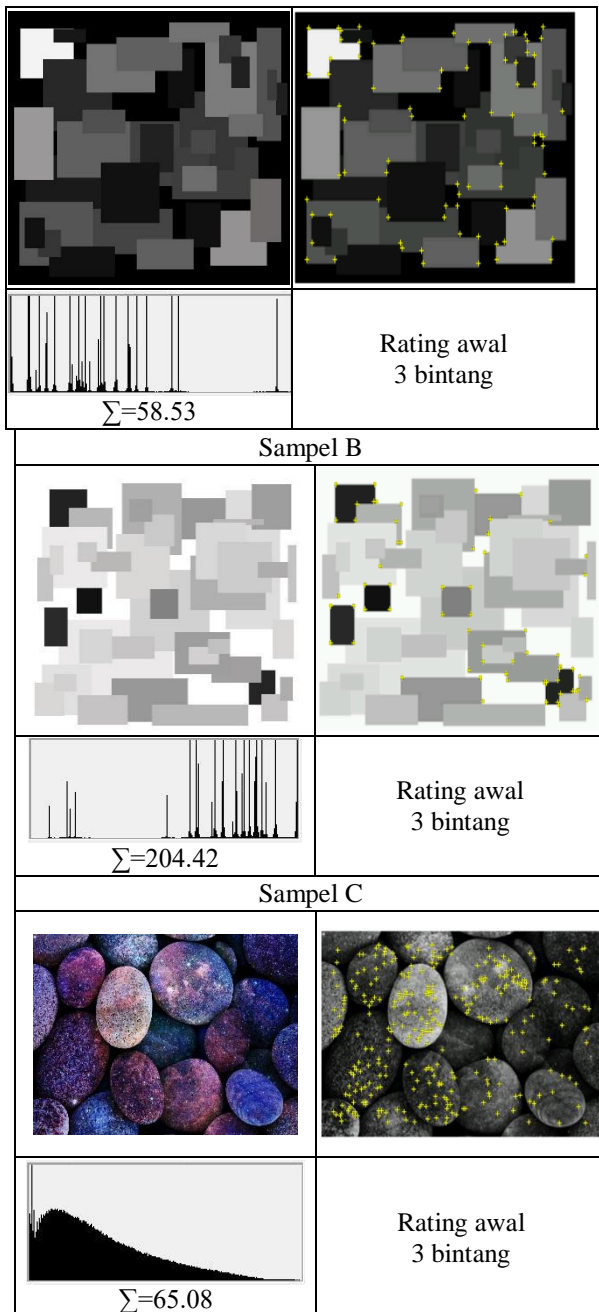 ∑=58.53
Rating awal
3 bintang
Sampel B
∑=204.42
Rating awal
3 bintang
Sampel C
∑=65.08
Rating awal
3 bintang